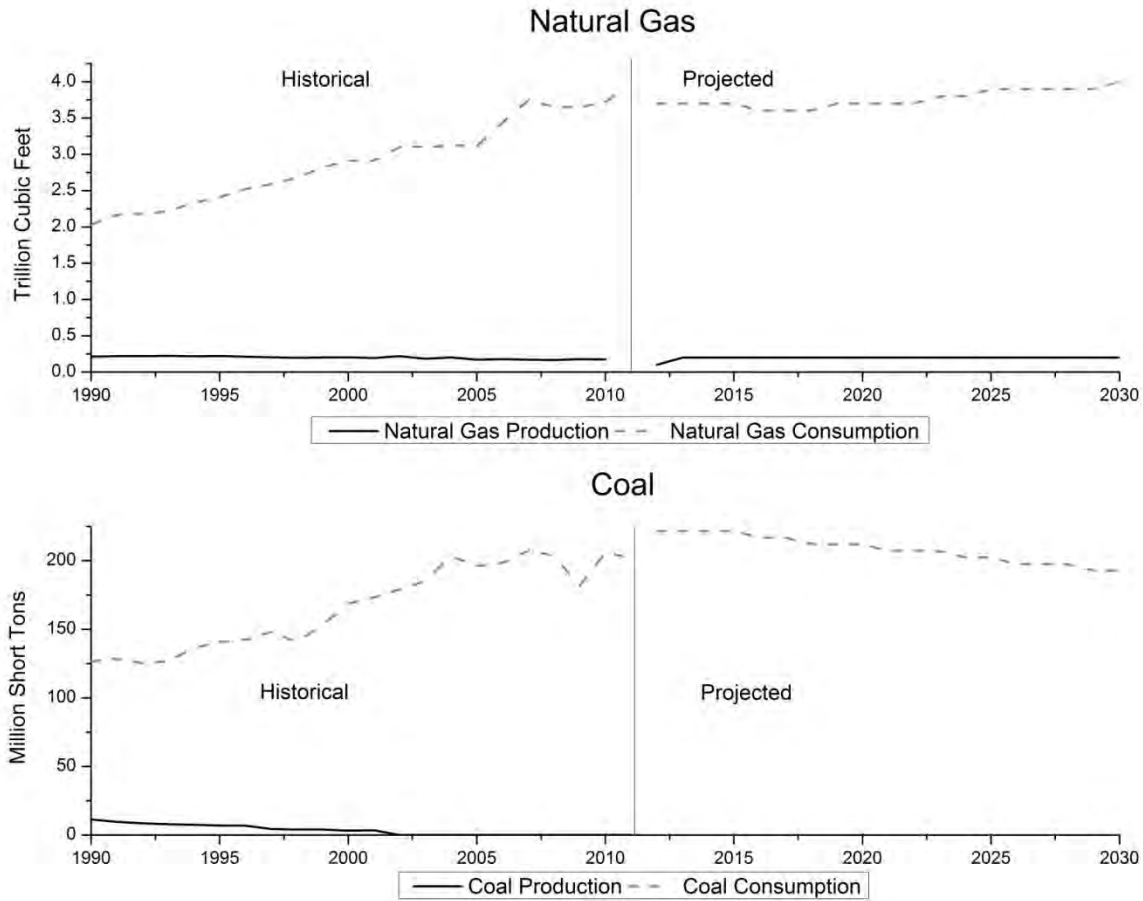 Natural Gas
Historical
Projected
Trillion Cubic Feet
4.0
3.5
3.0
2.5
2.0
1.5
1.0
0.5
0.0
1990 1995 2000 2005 2010 2015 2020 2025 2030
Natural Gas Production Natural Gas Consumption
Coal
Million Short Tons
200
150
100
50
0
Historical
Projected
1990 1995 2000 2005 2010 2015 2020 2025 2030
Coal Production Coal Consumption